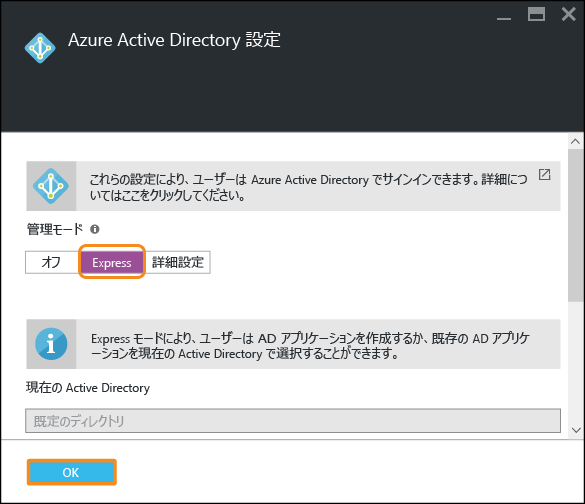 Azure Active Directory 設定
これらの設定により、ユーザーは Azure Active Directory でサインインできます。詳細につ
いてはここをクリックしてください。
管理モード
オフ Express 詳細設定
Express モードにより、ユーザーは AD アプリケーションを作成するか、既存の AD アプリケ
ーションを現在の Active Directory で選択することができます。
現在の Active Directory
既定のディレクトリ
OK